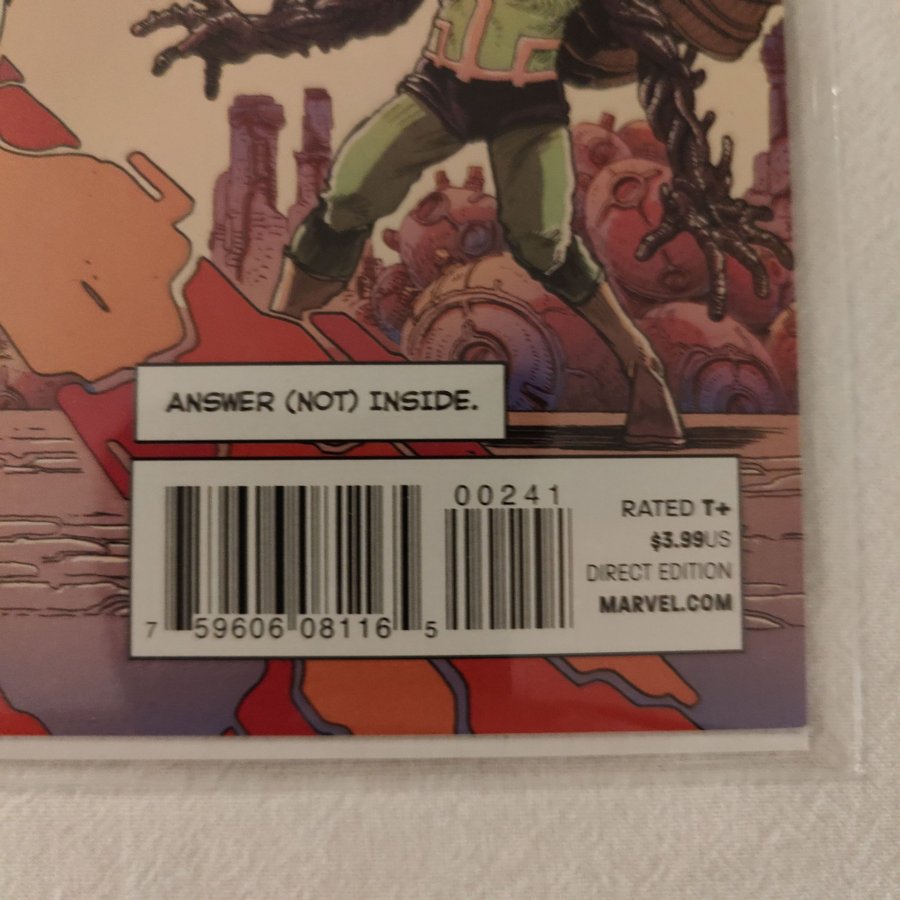 ANSWER (NOT) INSIDE.
00241
RATED T+
$3.99US
DIRECT EDITION
MARVEL.COM
7 59606 08116 5